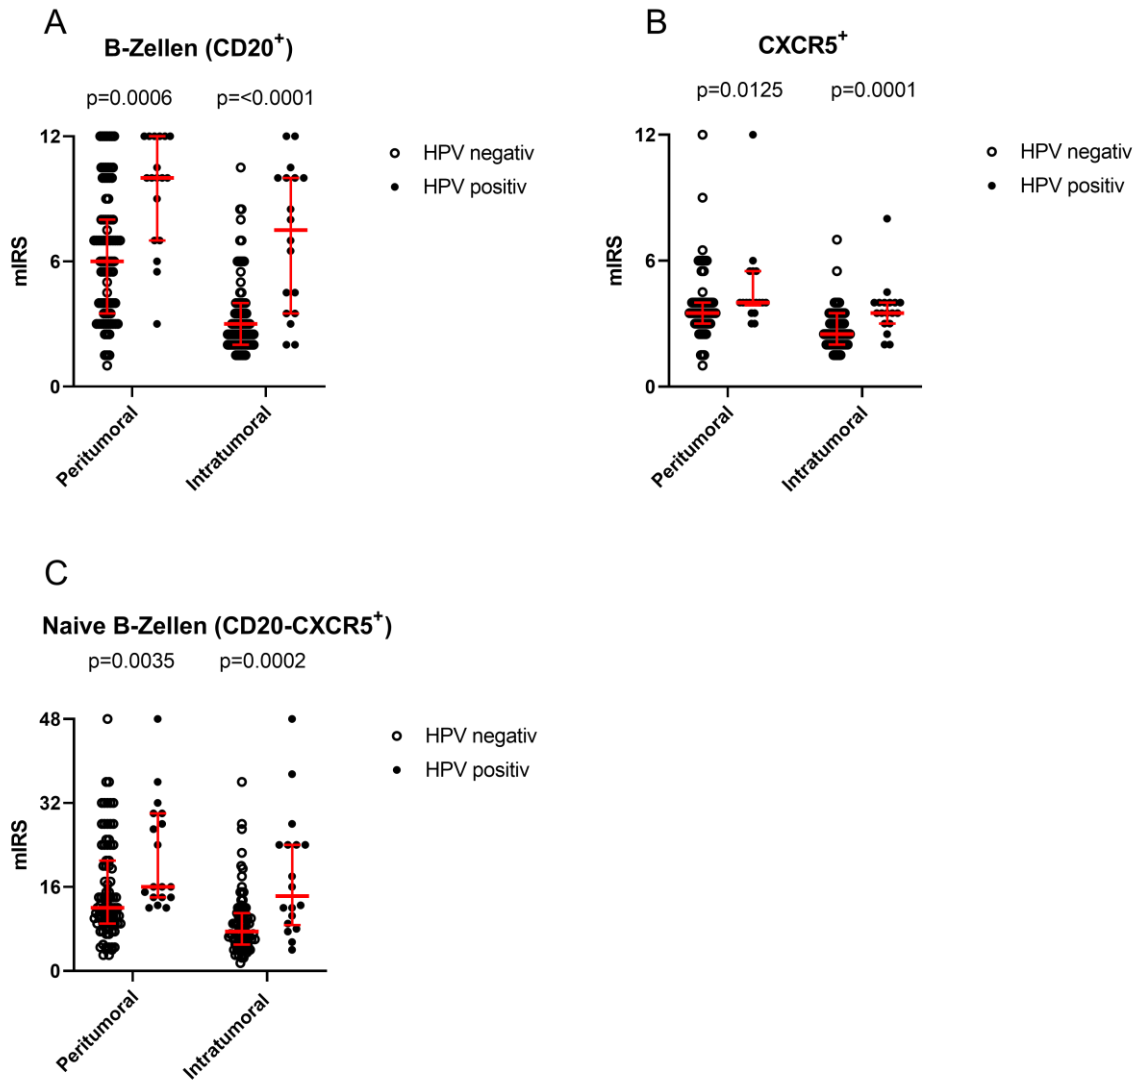 A
B-Zellen (CD20+)
p=0.0006 p=<0.0001
12
6
0
mIRS
Peritumoral
Intratumoral
HPV negativ
HPV positiv
B
CXCR5+
p=0.0125 p=0.0001
12
6
0
mIRS
Peritumoral
Intratumoral
HPV negativ
HPV positiv
C
Naive B-Zellen (CD20-CXCR5+)
p=0.0035 p=0.0002
48
32
16
0
mIRS
Peritumoral
Intratumoral
HPV negativ
HPV positiv